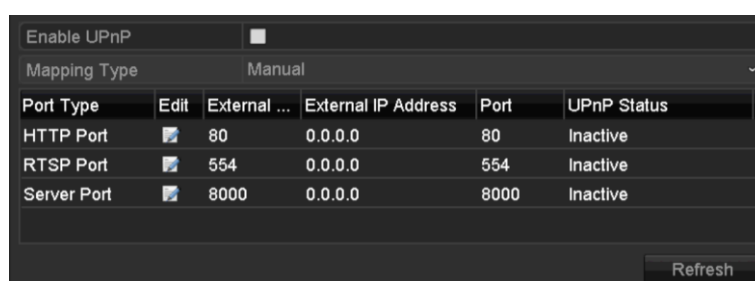 Enable UPnP
Mapping Type Manual
Port Type Edit External ... External IP Address Port UPnP Status
HTTP Port 80 0.0.0.0 80 Inactive
RTSP Port 554 0.0.0.0 554 Inactive
Server Port 8000 0.0.0.0 8000 Inactive
Refresh